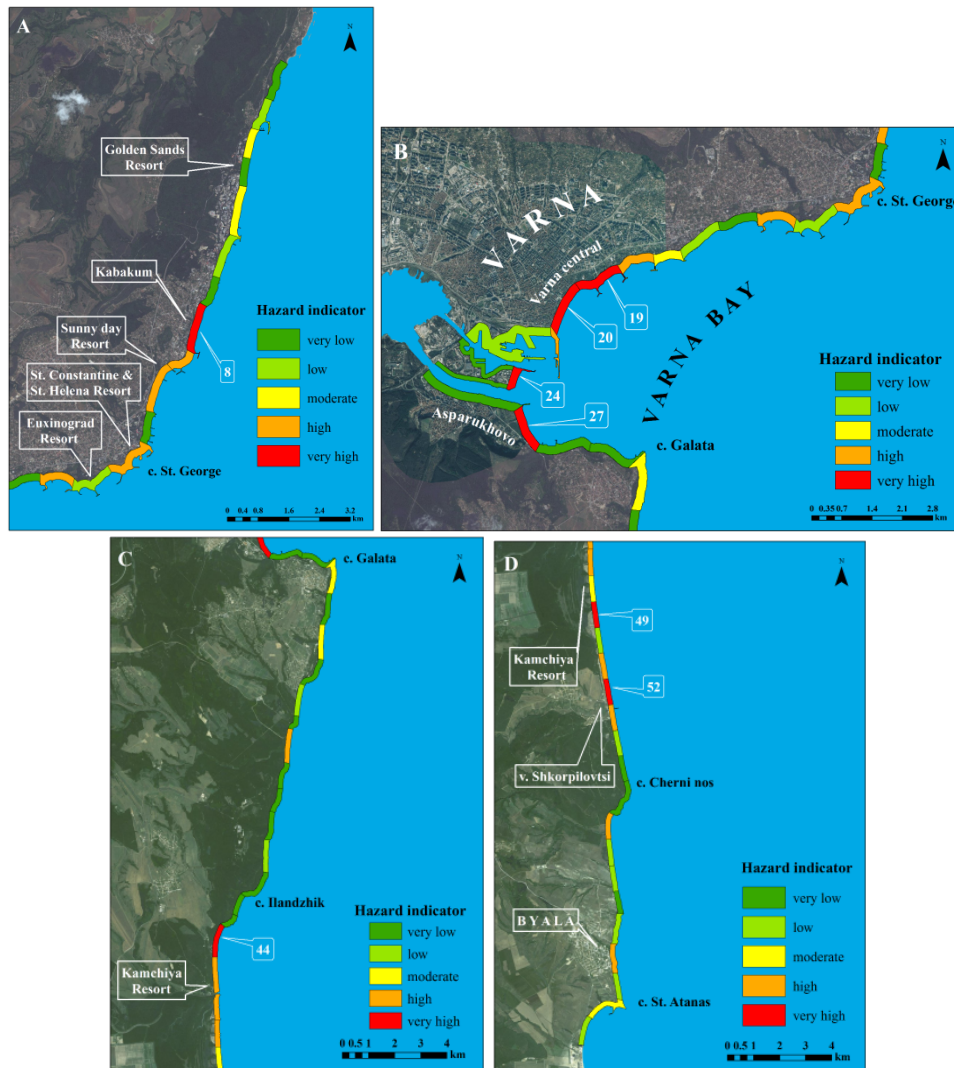 A
N
Golden Sands
Resort
Kabakum
Sunny day
Resort
St. Constantine &
St. Helena Resort
Euxinograd
Resort
c. St. George
8
Hazard indicator
very low
low
moderate
high
very high
0 0.4 0.8 1.6 2.4 3.2
km
B
N
VARNA
Varna central
c. St. George
19
20
24
27
VARNA BAY
Asparukhovo
c. Galata
Hazard indicator
very low
low
moderate
high
very high
0 0.35 0.7 1.4 2.1 2.8
km
C
N
c. Galata
c. Ilandzhik
44
Kamchiya
Resort
Hazard indicator
very low
low
moderate
high
very high
0 0.5 1 2 3 4
km
D
N
49
Kamchiya
Resort
52
v. Shkorpilovtsi
c. Cherni nos
BYALA
c. St. Atanas
Hazard indicator
very low
low
moderate
high
very high
0 0.5 1 2 3 4
km